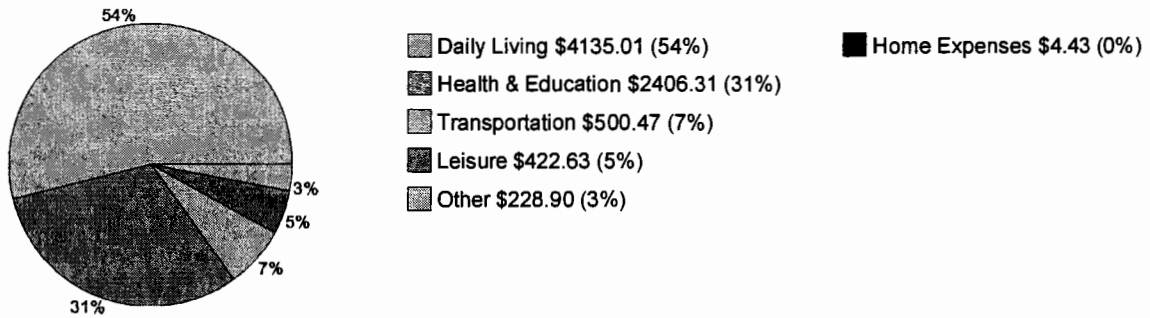 54%
Daily Living $4135.01 (54%)
Health & Education $2406.31 (31%)
Transportation $500.47 (7%)
Leisure $422.63 (5%)
Other $228.90 (3%)
Home Expenses $4.43 (0%)
3%
5%
7%
31%